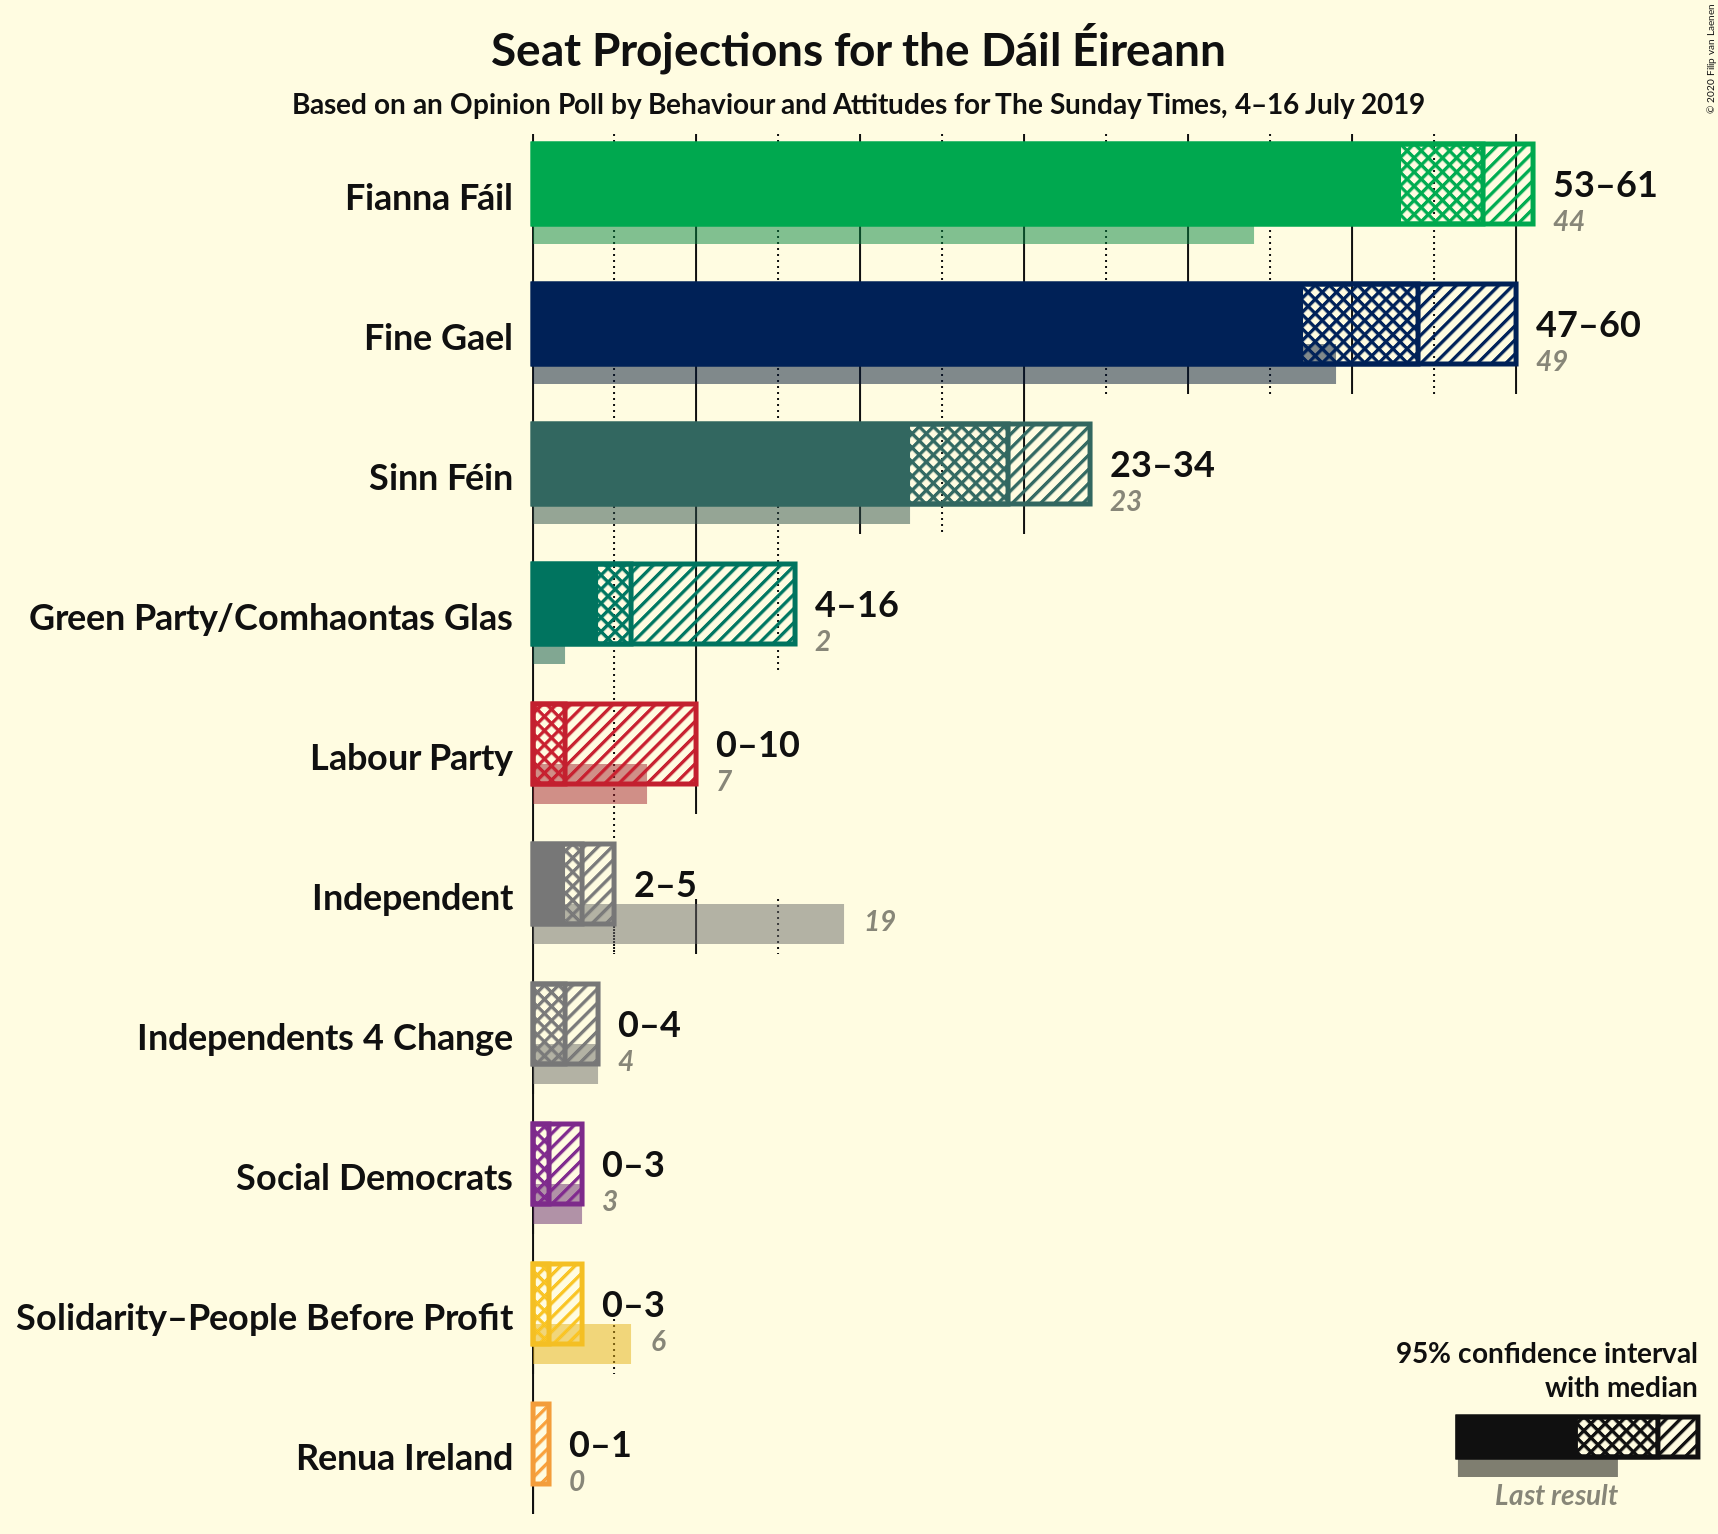 Seat Projections for the Dáil Éireann
Based on an Opinion Poll by Behaviour and Attitudes for The Sunday Times, 4–16 July 2019
© 2020 Filip van Laenen
Fianna Fáil
53–61
44
Fine Gael
47–60
49
Sinn Féin
23–34
23
Green Party/Comhaontas Glas
4–16
2
Labour Party
0–10
7
Independent
2–5
19
Independents 4 Change
0–4
4
Social Democrats
0–3
3
Solidarity–People Before Profit
0–3
6
Renua Ireland
0–1
0
95% confidence interval
with median
Last result